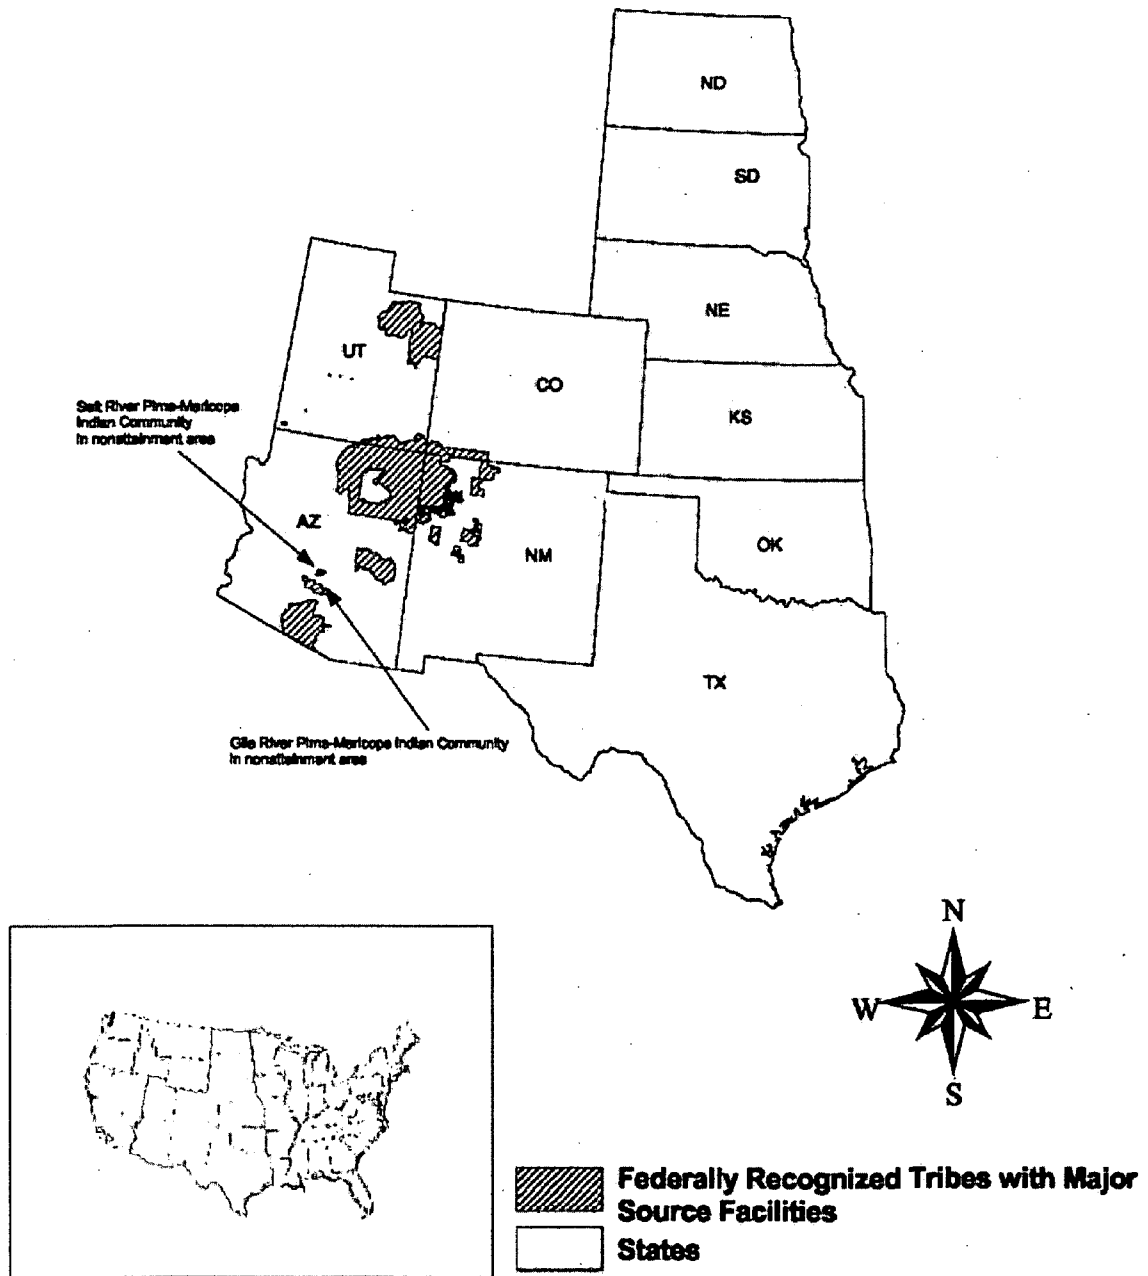 ND
SD
NE
UT
CO
KS
Salt River Pima-Maricopa
Indian Community
In nonattainment area
AZ
NM
OK
TX
Gila River Pima-Maricopa Indian Community
In nonattainment area
N
W
E
S
Federally Recognized Tribes with Major
Source Facilities
States